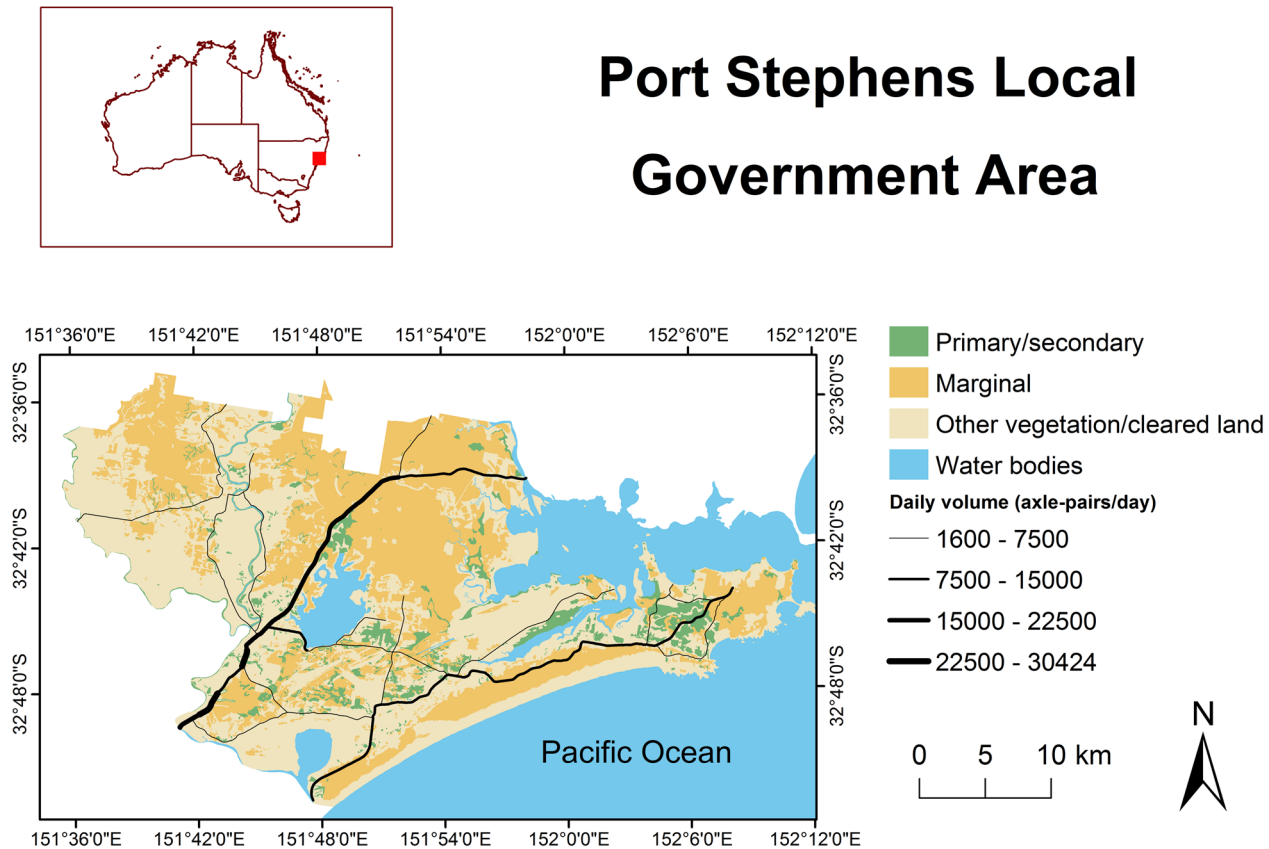 Port Stephens Local
Government Area
151°36'0"E 151°42'0"E 151°48'0"E 151°54'0"E 152°0'0"E 152°6'0"E 152°12'0"E
32°36'0"S
32°42'0"S
32°48'0"S
32°36'0"S
32°42'0"S
32°48'0"S
Pacific Ocean
151°36'0"E 151°42'0"E 151°48'0"E 151°54'0"E 152°0'0"E 152°6'0"E 152°12'0"E
Primary/secondary
Marginal
Other vegetation/cleared land
Water bodies
Daily volume (axle-pairs/day)
1600 - 7500
7500 - 15000
15000 - 22500
22500 - 30424
0 5 10 km
N